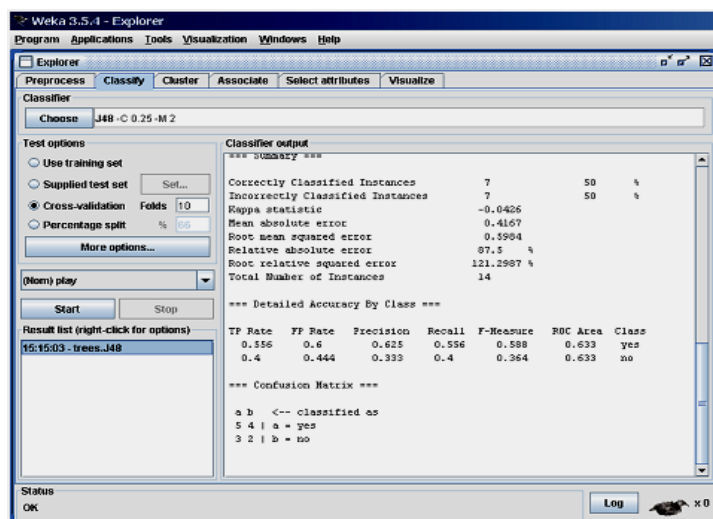 Weka 3.5.4 - Explorer
Program Applications Tools Visualization Windows Help
Explorer
Preprocess Classify Cluster Associate Select attributes Visualize
Classifier
Choose J48 -C 0.25 -M 2
Test options
Use training set
Supplied test set Set...
Cross-validation Folds 10
Percentage split % 66
More options...
(Nom) play
Start Stop
Result list (right-click for options)
15:15:03 - trees.J48
Classifier output
=== Summary ===
Correctly Classified Instances 7 50 %
Incorrectly Classified Instances 7 50 %
Kappa statistic -0.0426
Mean absolute error 0.4167
Root mean squared error 0.5984
Relative absolute error 87.5 %
Root relative squared error 121.2987 %
Total Number of Instances 14
=== Detailed Accuracy By Class ===
TP Rate FP Rate Precision Recall F-Measure ROC Area Class
0.556 0.6 0.625 0.556 0.588 0.633 yes
0.4 0.444 0.333 0.4 0.364 0.633 no
=== Confusion Matrix ===
a b <-- classified as
5 4 | a = yes
3 2 | b = no
Status
OK
Log
x 0